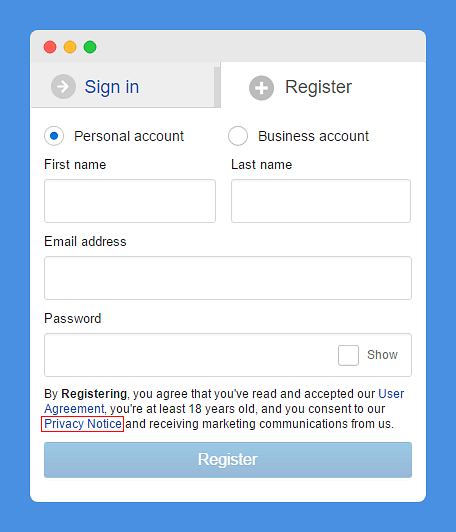 Sign in
Register
Personal account
Business account
First name
Last name
Email address
Password
Show
By Registering, you agree that you've read and accepted our User
Agreement, you're at least 18 years old, and you consent to our
Privacy Notice and receiving marketing communications from us.
Register